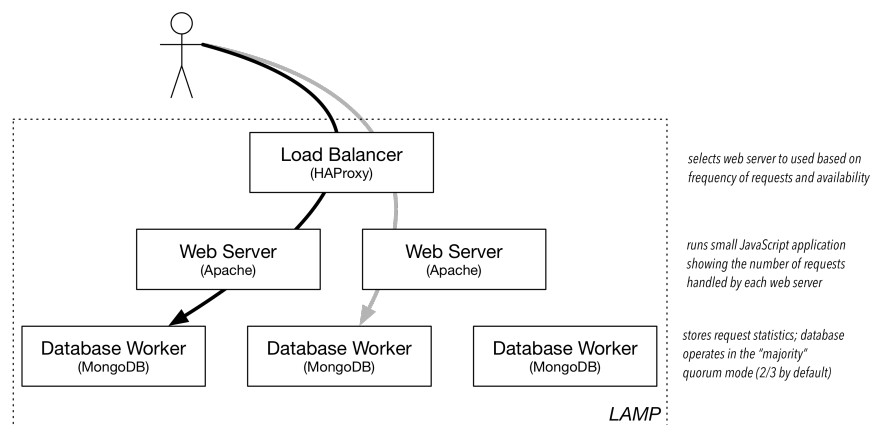 Load Balancer
(HAProxy)
selects web server to used based on
frequency of requests and availability
Web Server
(Apache)
Web Server
(Apache)
runs small JavaScript application
showing the number of requests
handled by each web server
Database Worker
(MongoDB)
Database Worker
(MongoDB)
Database Worker
(MongoDB)
stores request statistics; database
operates in the "majority"
quorum mode (2/3 by default)
LAMP